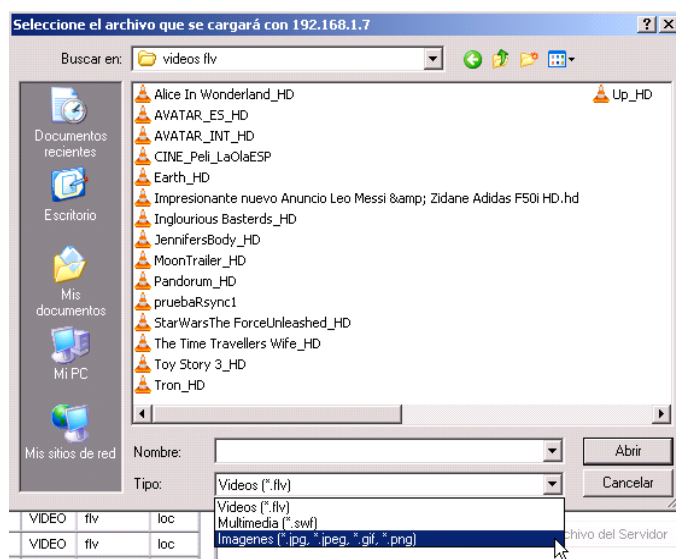 Seleccione el archivo que se cargará con 192.168.1.7
Buscar en: videos flv
Documentos recientes
Escritorio
Mis documentos
Mi PC
Mis sitios de red
Alice In Wonderland_HD
AVATAR_ES_HD
AVATAR_INT_HD
CINE_Peli_LaOlaESP
Earth_HD
Impresionante nuevo Anuncio Leo Messi &amp; Zidane Adidas F50i HD.hd
Inglourious Basterds_HD
JennifersBody_HD
MoonTrailer_HD
Pandorum_HD
pruebaRsync1
StarWarsThe ForceUnleashed_HD
The Time Travellers Wife_HD
Toy Story 3_HD
Tron_HD
Up_HD
Nombre: Abrir
Tipo: Videos (*.flv) Cancelar
Videos (*.flv)
Multimedia (*.swf)
Imagenes (*.jpg, *.jpeg, *.gif, *.png)
VIDEO flv loc
chivo del Servidor
VIDEO flv loc